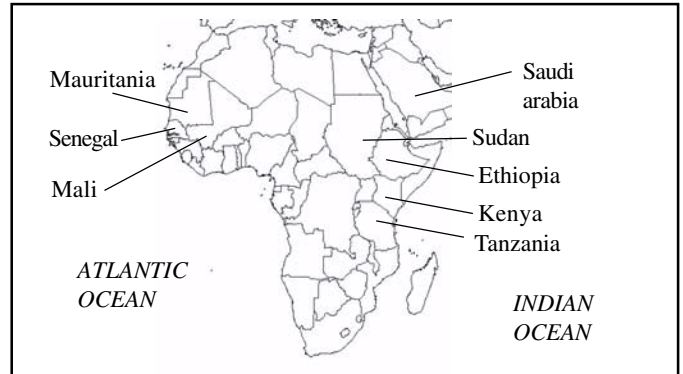 Mauritania
Senegal
Mali
Saudi
arabia
Sudan
Ethiopia
Kenya
Tanzania
ATLANTIC
OCEAN
INDIAN
OCEAN